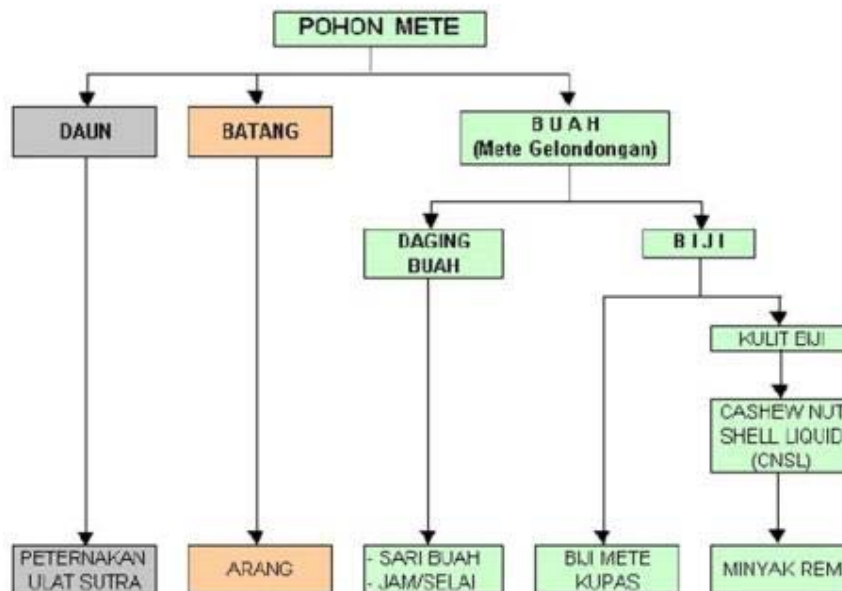 POHON METE
DAUN
BATANG
B U A H
(Mete Gelondongan)
DAGING
BUAH
B I J I
KULIT EIJI
CASHEW NUT
SHELL LIQUID
(CNSL)
PETERNAKAN
ULAT SUTRA
ARANG
- SARI BUAH
- JAM/SELAI
BIJI METE
KUPAS
MINYAK REM